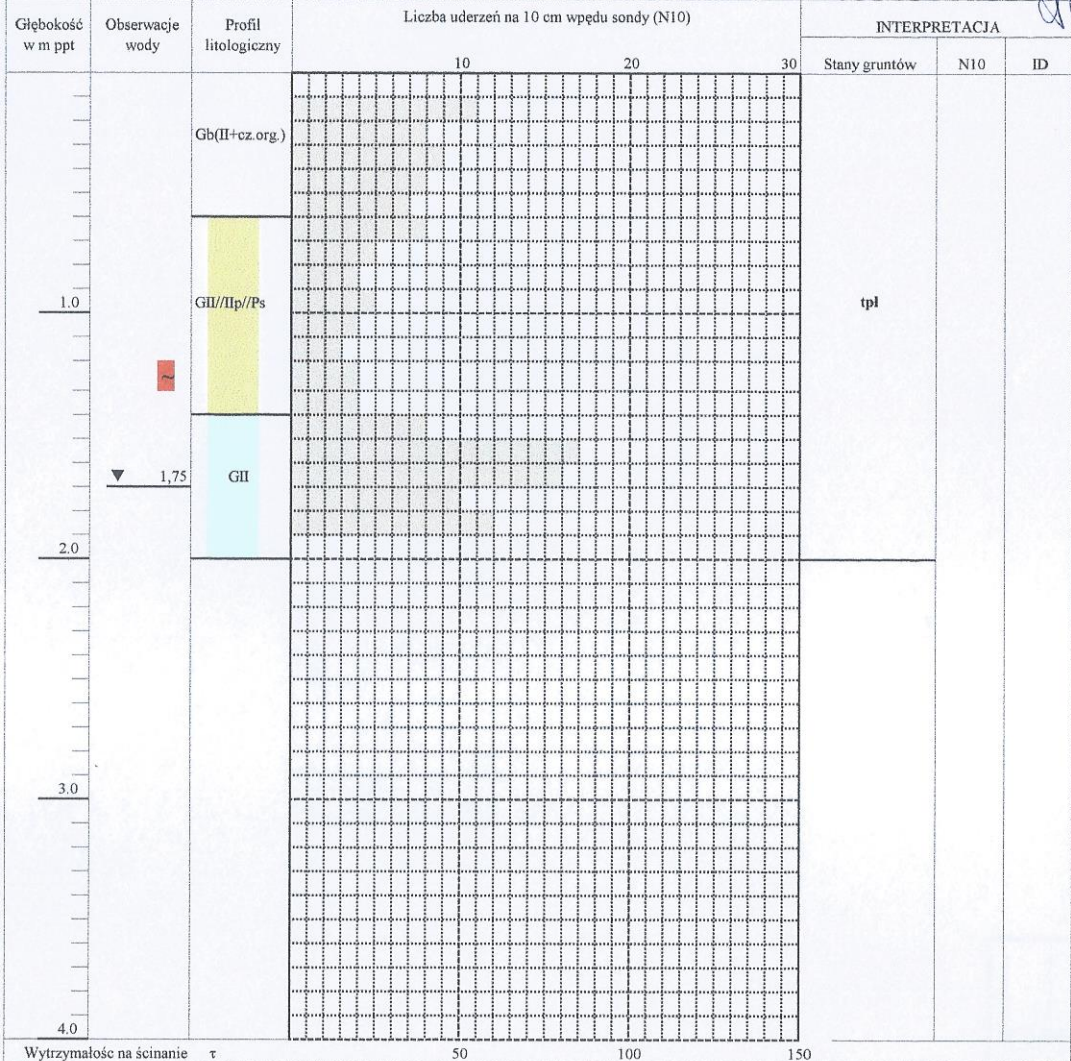 Głębokość w m ppt
Obserwacje wody
Profil litologiczny
Liczba uderzeń na 10 cm wpędu sondy (N10)
INTERPRETACJA
10 20 30
Stany gruntów N10 ID
Gb(II+cz.org.)
1.0 GII//IIp//Ps tpł
~
▼ 1,75 GII
2.0
3.0
4.0
Wytrzymałośc na ścinanie τ 50 100 150